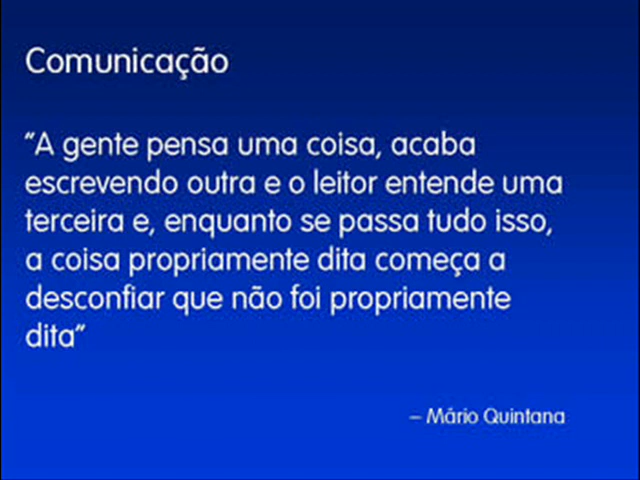 Comunicação
“A gente pensa uma coisa, acaba
escrevendo outra e o leitor entende uma
terceira e, enquanto se passa tudo isso,
a coisa propriamente dita começa a
desconfiar que não foi propriamente
dita”
– Mário Quintana